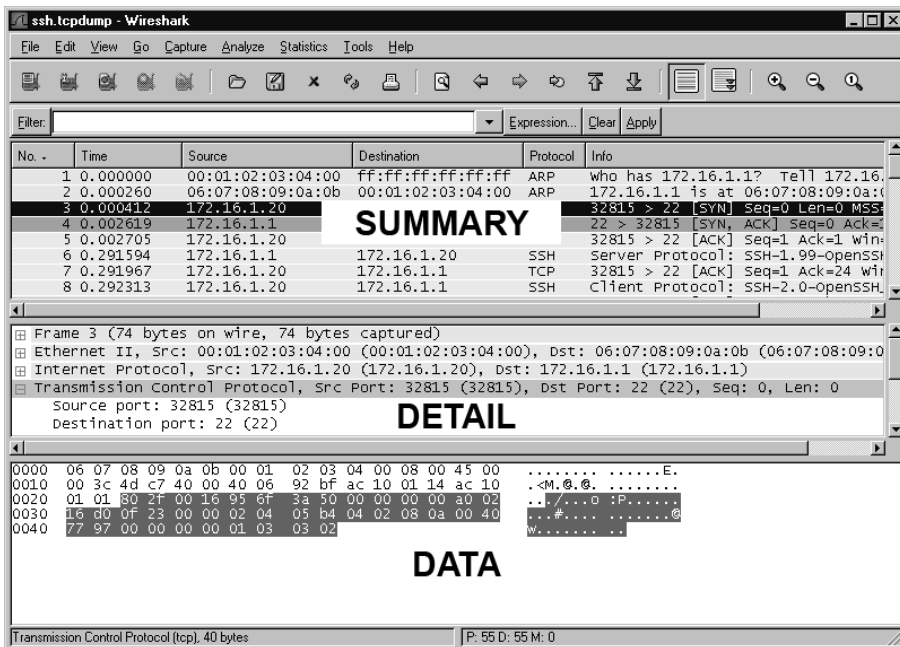 ssh.tcpdump - Wireshark
File Edit View Go Capture Analyze Statistics Tools Help
Filter: Expression... Clear Apply
No. - Time Source Destination Protocol Info
1 0.000000 00:01:02:03:04:00 ff:ff:ff:ff:ff:ff ARP who has 172.16.1.1? Tell 172.16.
2 0.000260 06:07:08:09:0a:0b 00:01:02:03:04:00 ARP 172.16.1.1 is at 06:07:08:09:0a:
3 0.000412 172.16.1.20 32815 > 22 [SYN] Seq=0 Len=0 MSS=
4 0.002619 172.16.1.1 22 > 32815 [SYN, ACK] Seq=0 Ack=
SUMMARY
5 0.002705 172.16.1.20 32815 > 22 [ACK] Seq=1 Ack=1 Win=
6 0.291594 172.16.1.1 172.16.1.20 SSH Server Protocol: SSH-1.99-OpenSSH
7 0.291967 172.16.1.20 172.16.1.1 TCP 32815 > 22 [ACK] Seq=1 Ack=24 Wir
8 0.292313 172.16.1.20 172.16.1.1 SSH Client Protocol: SSH-2.0-OpenSSH_
Frame 3 (74 bytes on wire, 74 bytes captured)
Ethernet II, Src: 00:01:02:03:04:00 (00:01:02:03:04:00), Dst: 06:07:08:09:0a:0b (06:07:08:09:0
Internet Protocol, Src: 172.16.1.20 (172.16.1.20), Dst: 172.16.1.1 (172.16.1.1)
Transmission Control Protocol, Src Port: 32815 (32815), Dst Port: 22 (22), Seq: 0, Len: 0
Source port: 32815 (32815)
Destination port: 22 (22)
DETAIL
0000 06 07 08 09 0a 0b 00 01 02 03 04 00 08 00 45 00 ........ ......E.
0010 00 3c 4d c7 40 00 40 06 92 bf ac 10 01 14 ac 10 .<M.@.@. ........
0020 01 01 80 2f 00 16 95 6f 3a 50 00 00 00 00 a0 02 .../...o :P......
0030 16 d0 0f 23 00 00 02 04 05 b4 04 02 08 0a 00 40 ...#.... .......@
0040 77 97 00 00 00 00 01 03 03 02 w....... ..
DATA
Transmission Control Protocol (tcp), 40 bytes P: 55 D: 55 M: 0